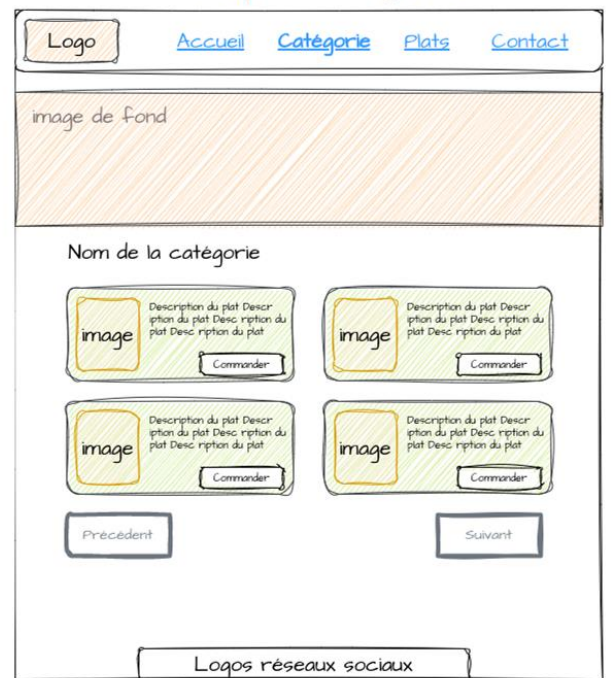 Logo Accueil Catégorie Plats Contact
image de fond
Nom de la catégorie
image
Description du plat Descr
iption du plat Desc ription du
plat Desc ription du plat
Commander
image
Description du plat Descr
iption du plat Desc ription du
plat Desc ription du plat
Commander
image
Description du plat Descr
iption du plat Desc ription du
plat Desc ription du plat
Commander
image
Description du plat Descr
iption du plat Desc ription du
plat Desc ription du plat
Commander
Précédent Suivant
Logos réseaux sociaux